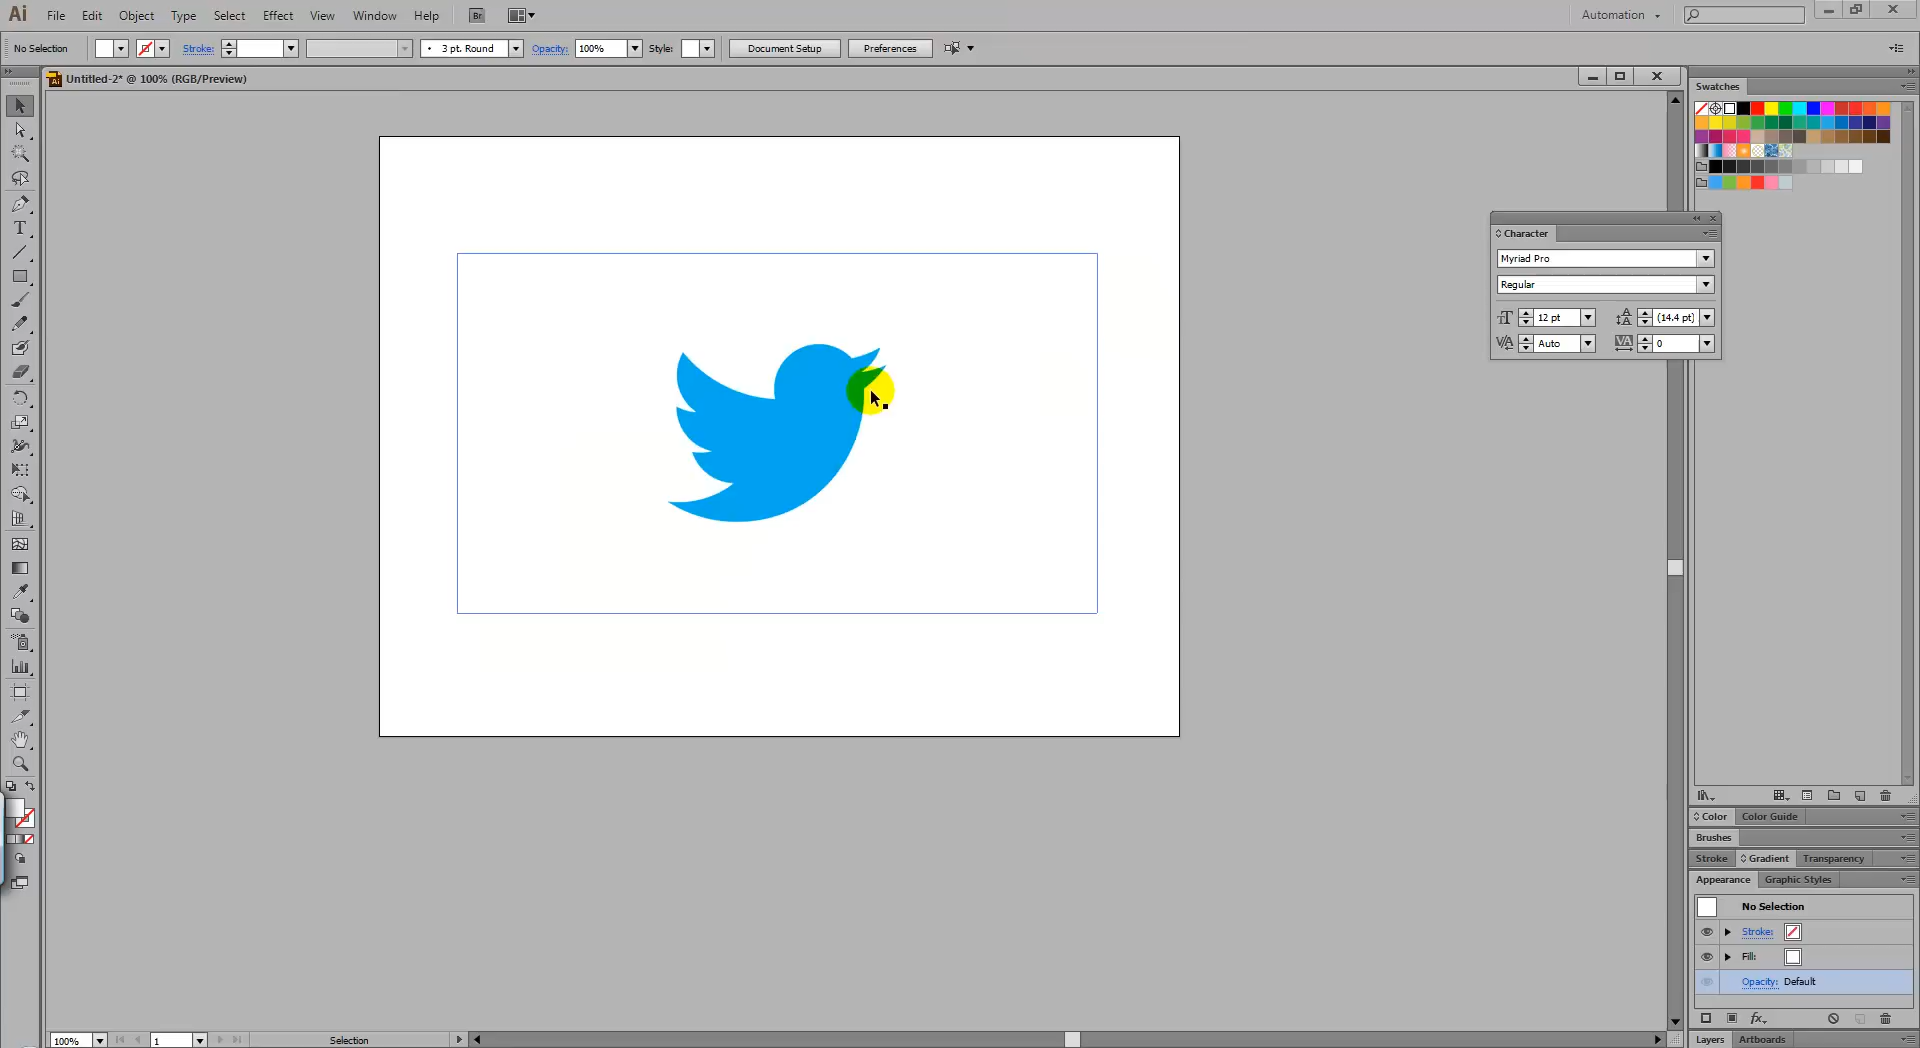 Ai File Edit Object Type Select Effect View Window Help Br Automation
No Selection Stroke: 3 pt. Round Opacity: 100% Style: Document Setup Preferences
Untitled-2* @ 100% (RGB/Preview)
Swatches
Character
Myriad Pro
Regular
12 pt (14.4 pt)
Auto 0
Color Color Guide
Brushes
Stroke Gradient Transparency
Appearance Graphic Styles
No Selection
Stroke:
Fill:
Opacity: Default
fx
Layers Artboards
100% 1 Selection